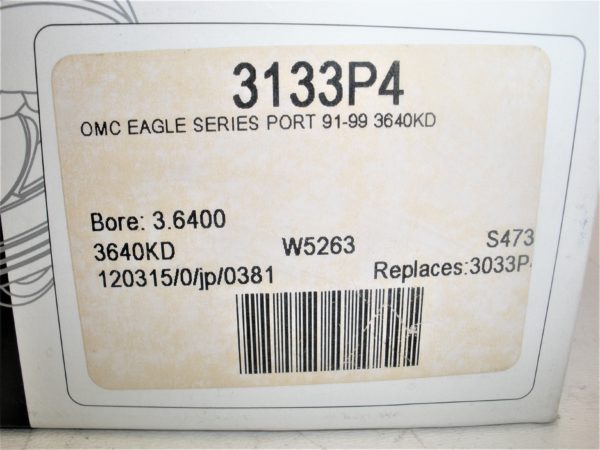 3133P4
OMC EAGLE SERIES PORT 91-99 3640KD
Bore: 3.6400
3640KD W5263 S473
120315/0/jp/0381 Replaces:3033P